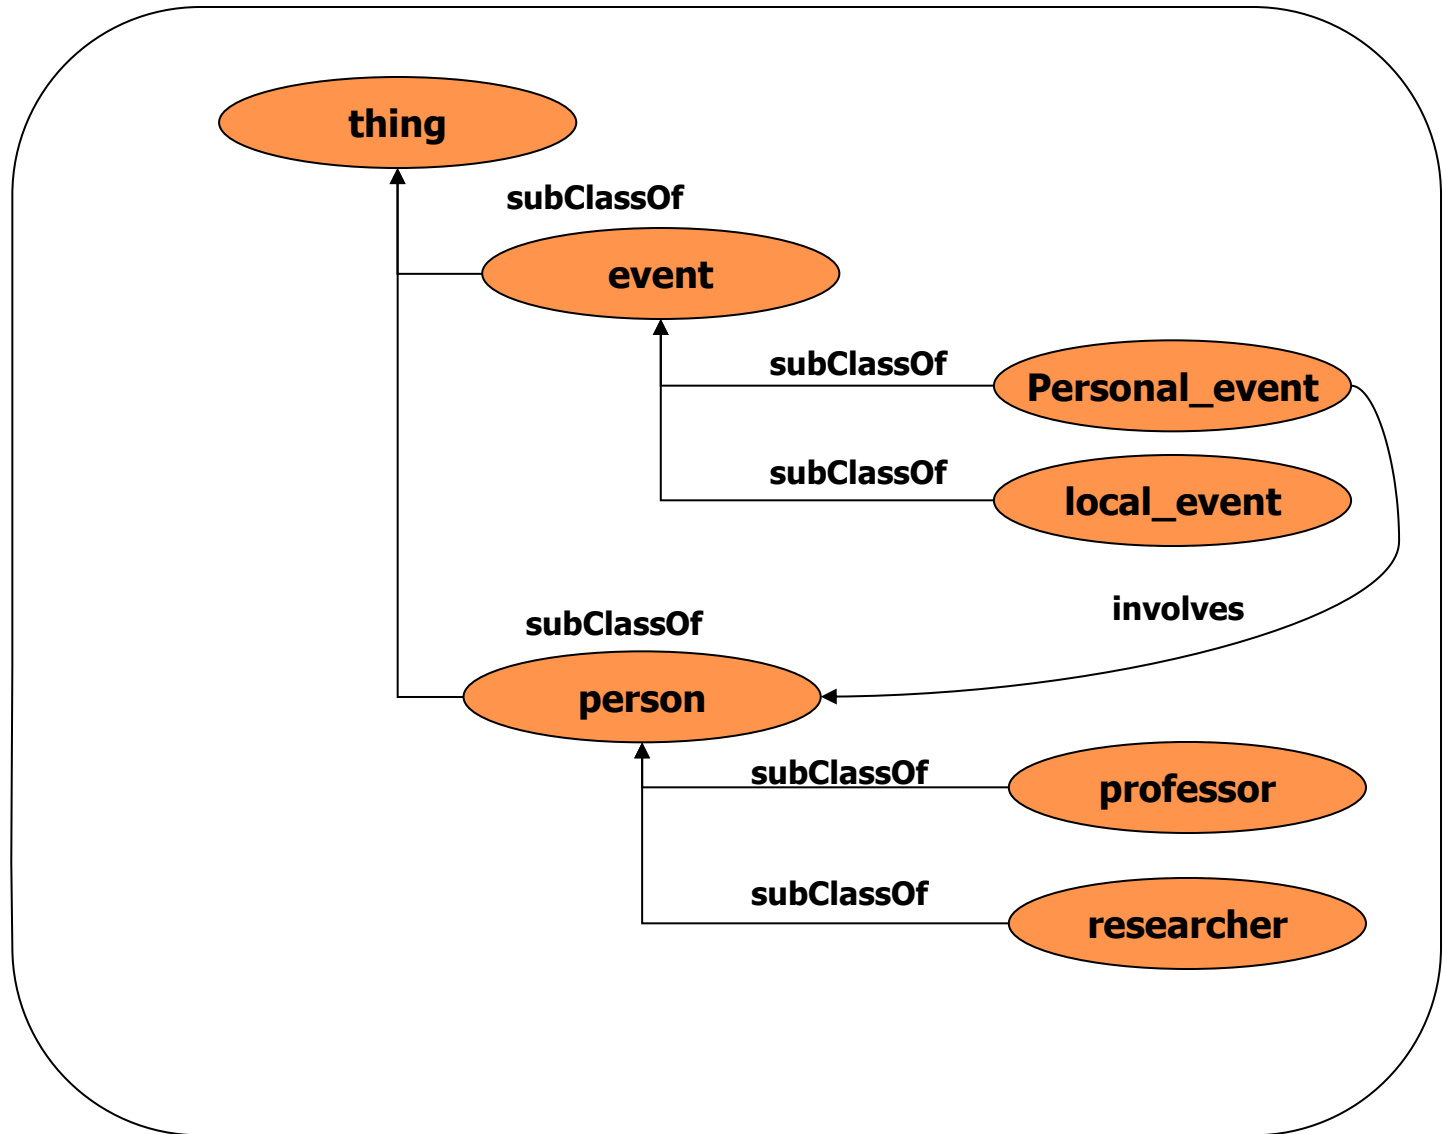 thing
subClassOf
event
subClassOf
Personal_event
subClassOf
local_event
involves
subClassOf
person
subClassOf
professor
subClassOf
researcher